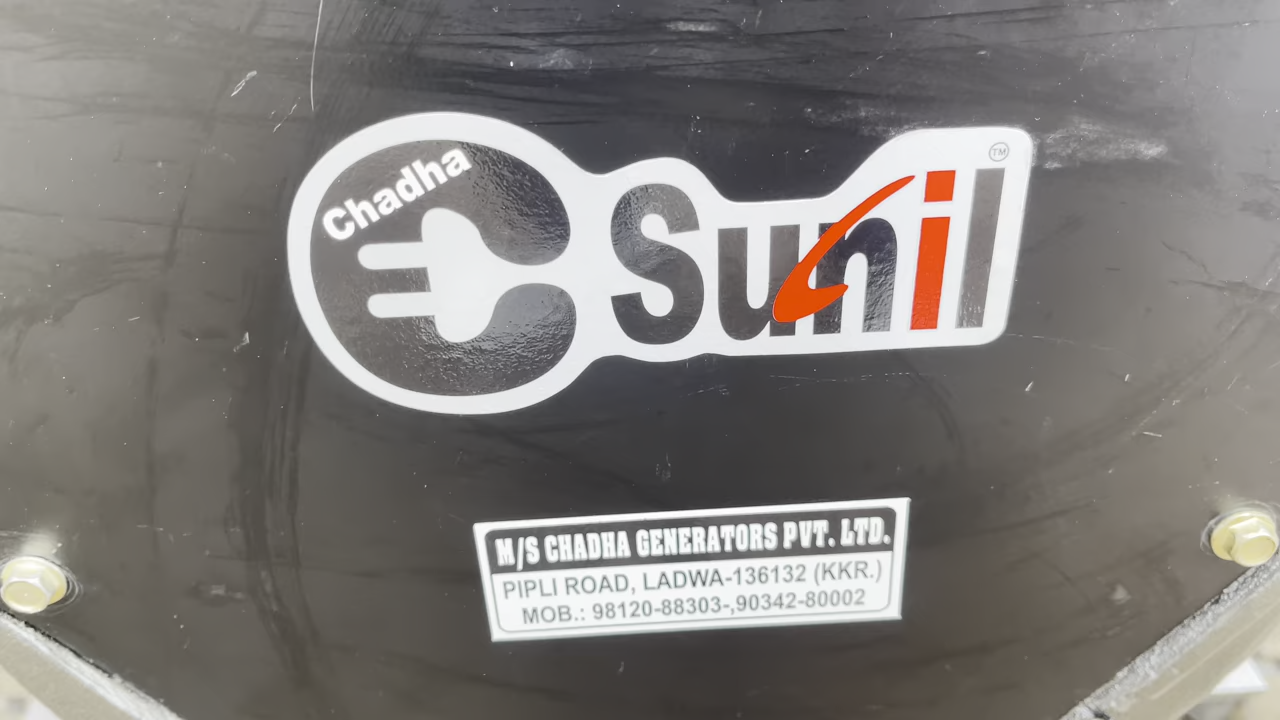 Chadha
Sunil
TM
M/S CHADHA GENERATORS PVT. LTD.
PIPLI ROAD, LADWA-136132 (KKR.)
MOB.: 98120-88303-,90342-80002